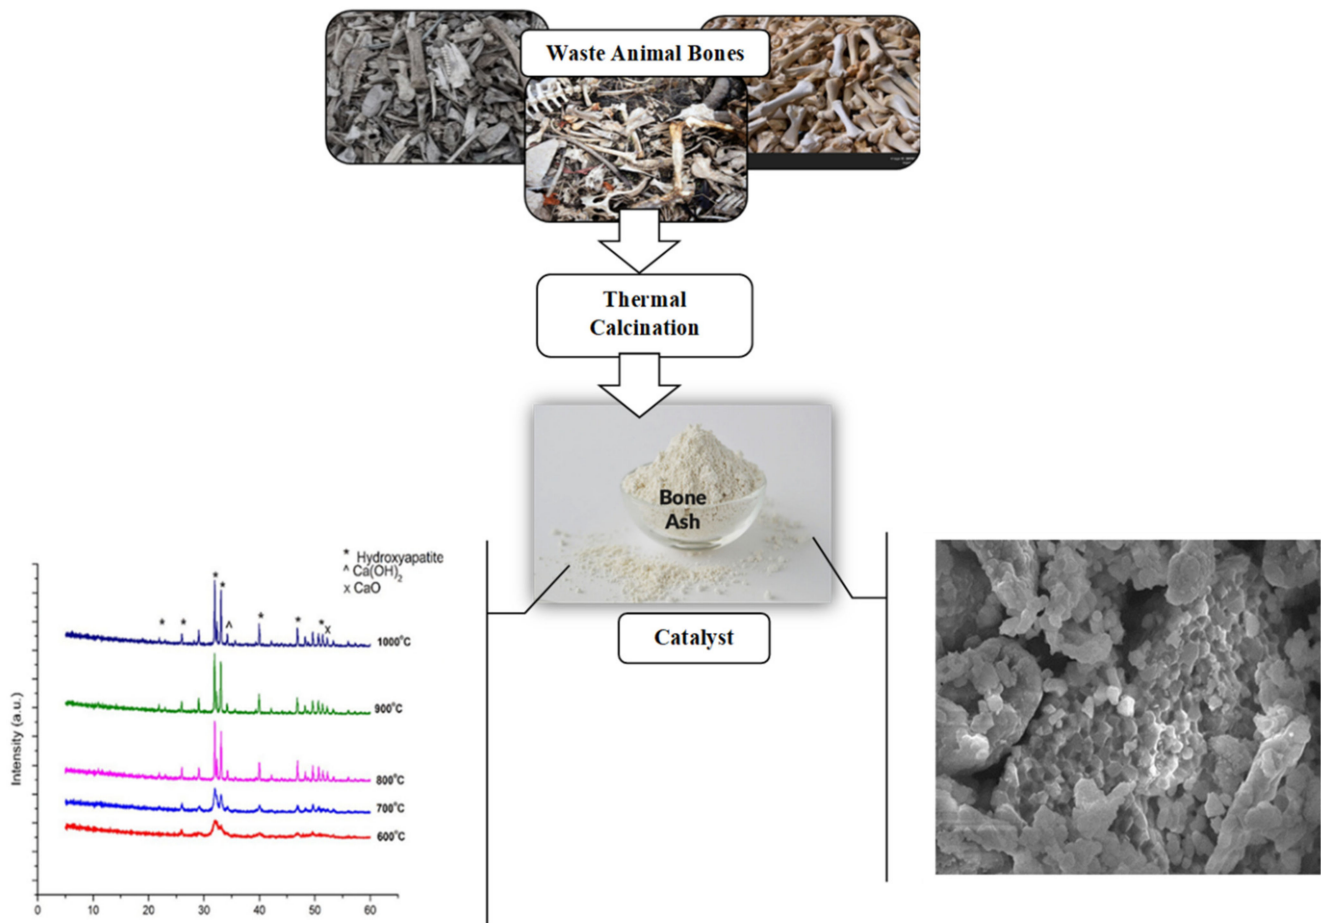 Waste Animal Bones
Thermal
Calcination
Bone
Ash
Catalyst
* Hydroxyapatite
^ Ca(OH)₂
x CaO
* * * * ^ * * * x
1000°C
900°C
800°C
700°C
600°C
Intensity (a.u.)
0 10 20 30 40 50 60